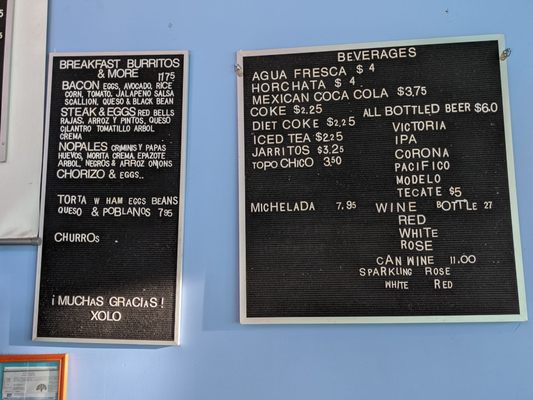 BREAKFAST BURRITOS
& MORE 11.75
BACON EGGS, AVOCADO, RICE
CORN, TOMATO, JALAPENO SALSA
SCALLION, QUESO & BLACK BEAN
STEAK & EGGS RED BELLS
RAJAS, ARROZ Y PINTOS, QUESO
CILANTRO TOMATILLO ARBOL
CREMA
NOPALES CRIMINIS Y PAPAS
HUEVOS, MORITA CREMA, EPAZOTE
ARBOL, NEGROS & ARROZ ONIONS
CHORIZO & EGGS..
TORTA W HAM EGGS BEANS
QUESO & POBLANOS 7.95
CHURROS
¡ MUCHAS GRACIAS !
XOLO
BEVERAGES
AGUA FRESCA $ 4
HORCHATA $ 4
MEXICAN COCA COLA $3,75
COKE $2.25
DIET COKE $2.25
ICED TEA $2.25
JARRITOS $3.25
TOPO CHICO 3.50
ALL BOTTLED BEER $6.0
VICTORIA
IPA
CORONA
PACIFICO
MODELO
TECATE $5
MICHELADA 7.95
WINE BOTTLE 27
RED
WHITE
ROSE
CAN WINE 11.00
SPARKLING ROSE
WHITE RED